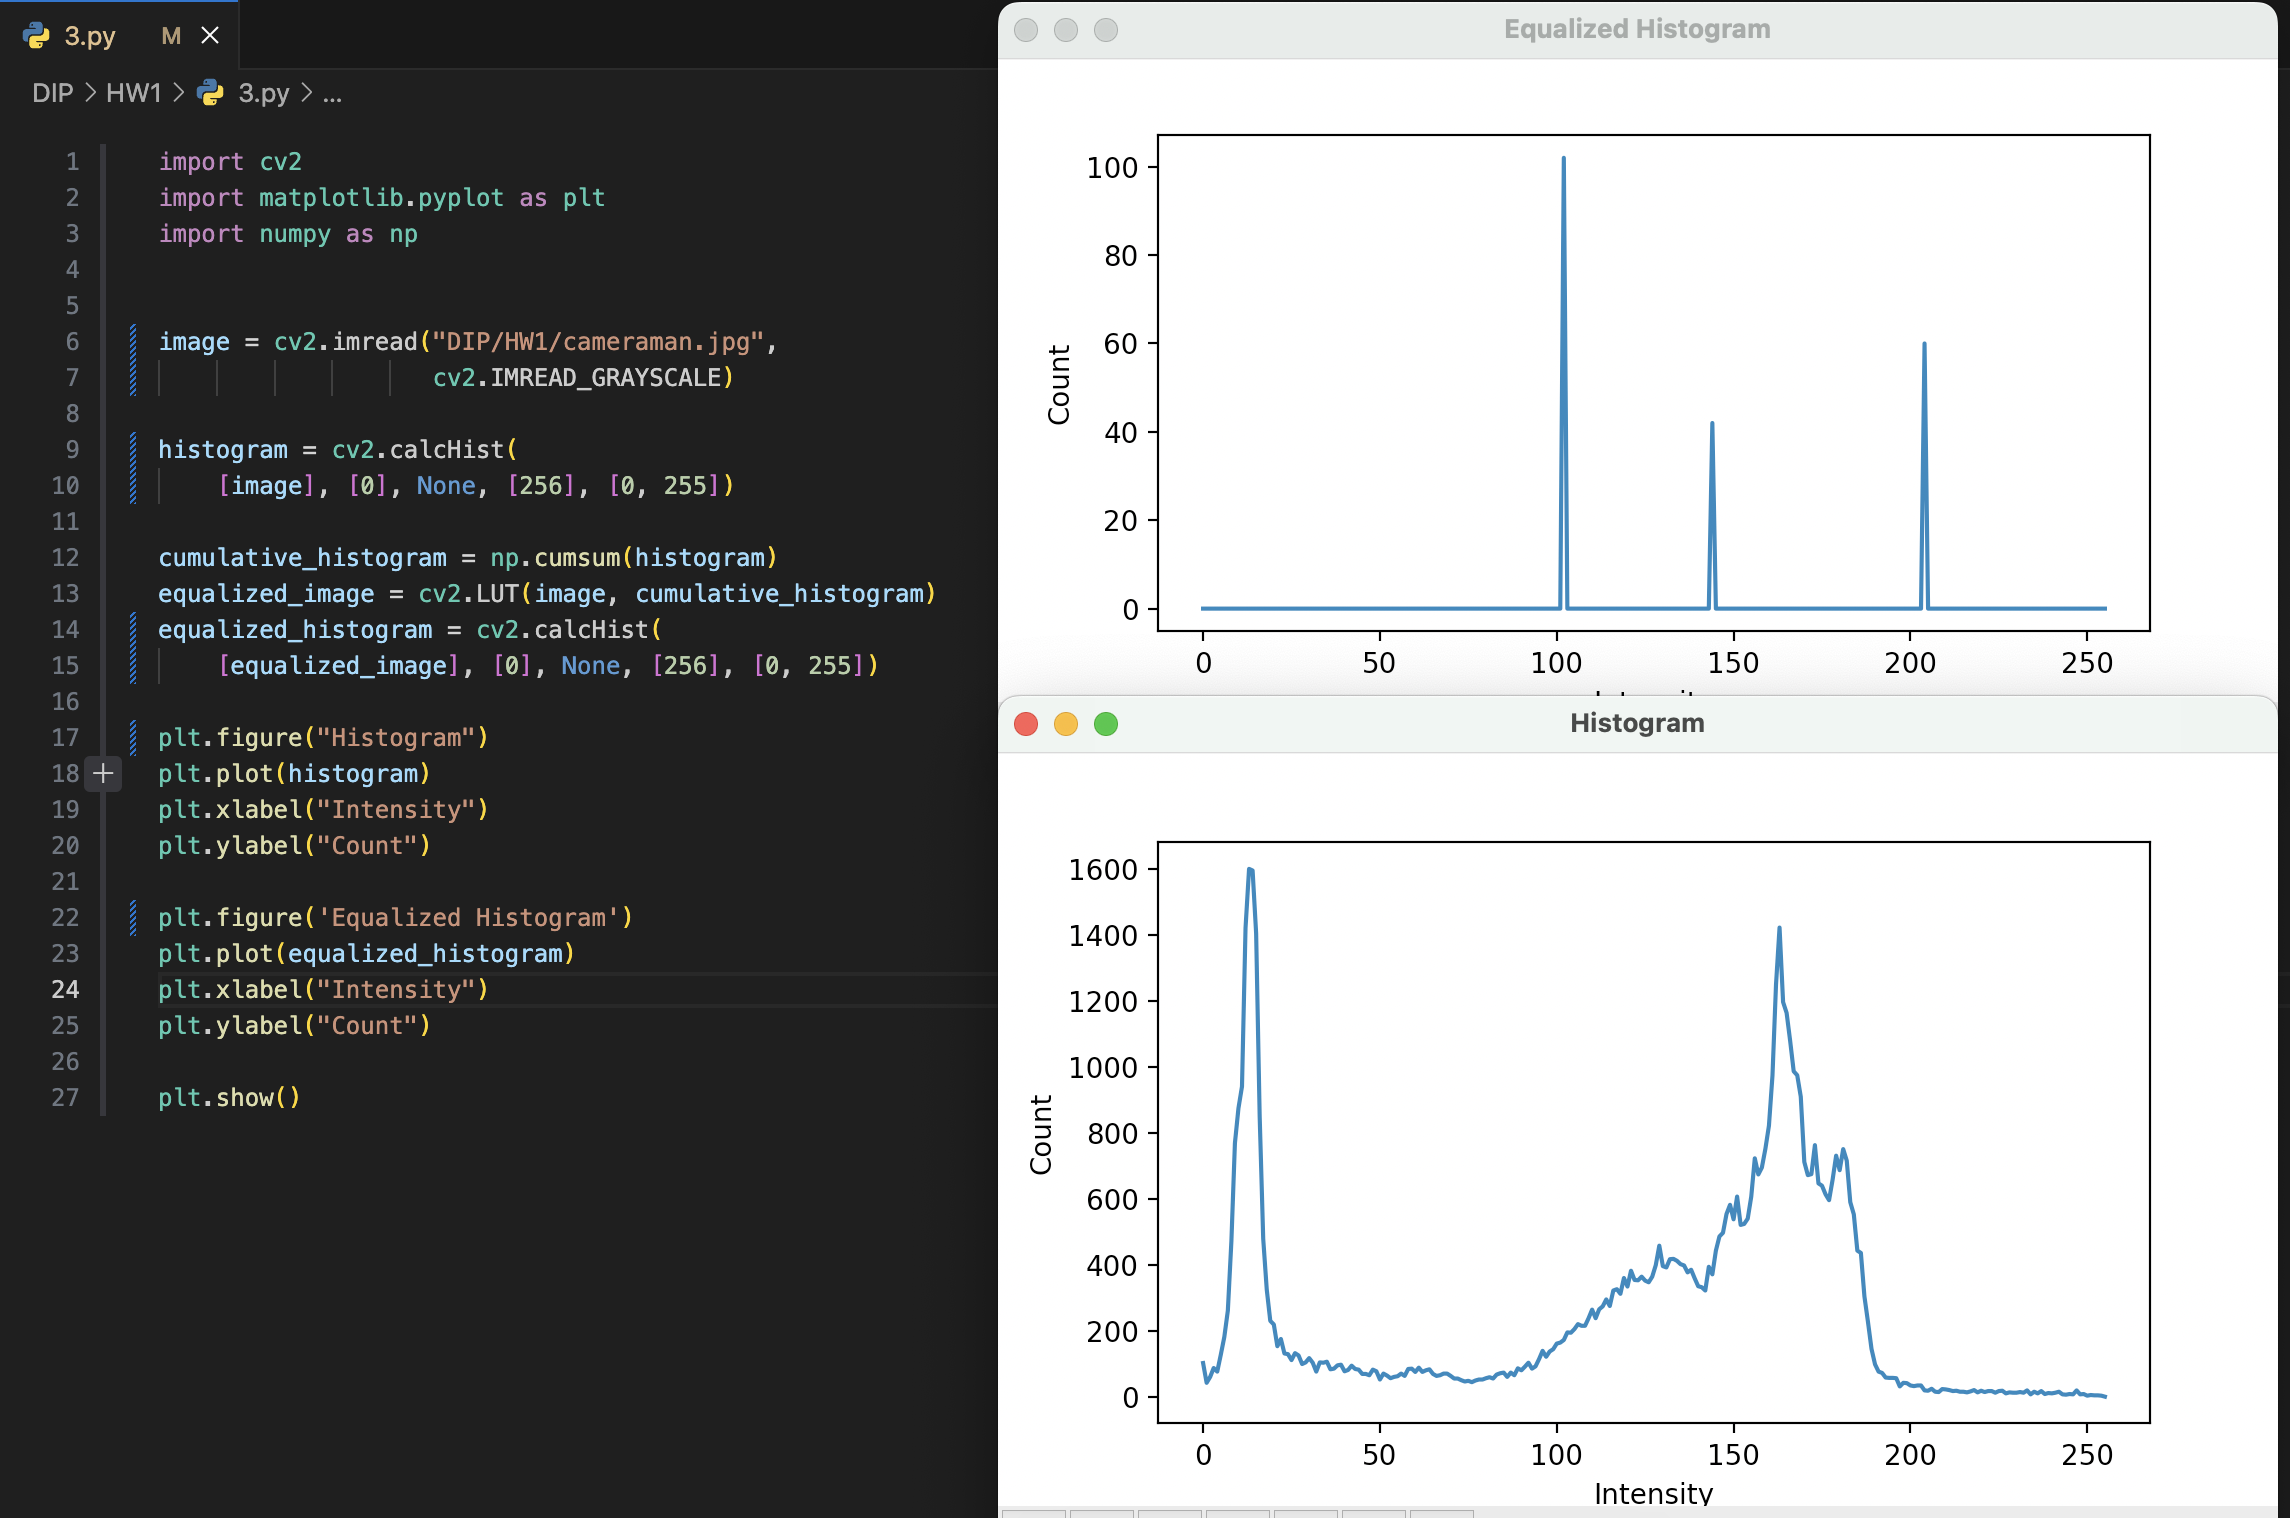 3.py M
DIP > HW1 > 3.py > ...
1 import cv2
2 import matplotlib.pyplot as plt
3 import numpy as np
4
5
6 image = cv2.imread("DIP/HW1/cameraman.jpg",
7 cv2.IMREAD_GRAYSCALE)
8
9 histogram = cv2.calcHist(
10 [image], [0], None, [256], [0, 255])
11
12 cumulative_histogram = np.cumsum(histogram)
13 equalized_image = cv2.LUT(image, cumulative_histogram)
14 equalized_histogram = cv2.calcHist(
15 [equalized_image], [0], None, [256], [0, 255])
16
17 plt.figure("Histogram")
18 plt.plot(histogram)
19 plt.xlabel("Intensity")
20 plt.ylabel("Count")
21
22 plt.figure('Equalized Histogram')
23 plt.plot(equalized_histogram)
24 plt.xlabel("Intensity")
25 plt.ylabel("Count")
26
27 plt.show()
Equalized Histogram
Count
100
80
60
40
20
0
0 50 100 150 200 250
Histogram
Count
1600
1400
1200
1000
800
600
400
200
0
0 50 100 150 200 250
Intensity